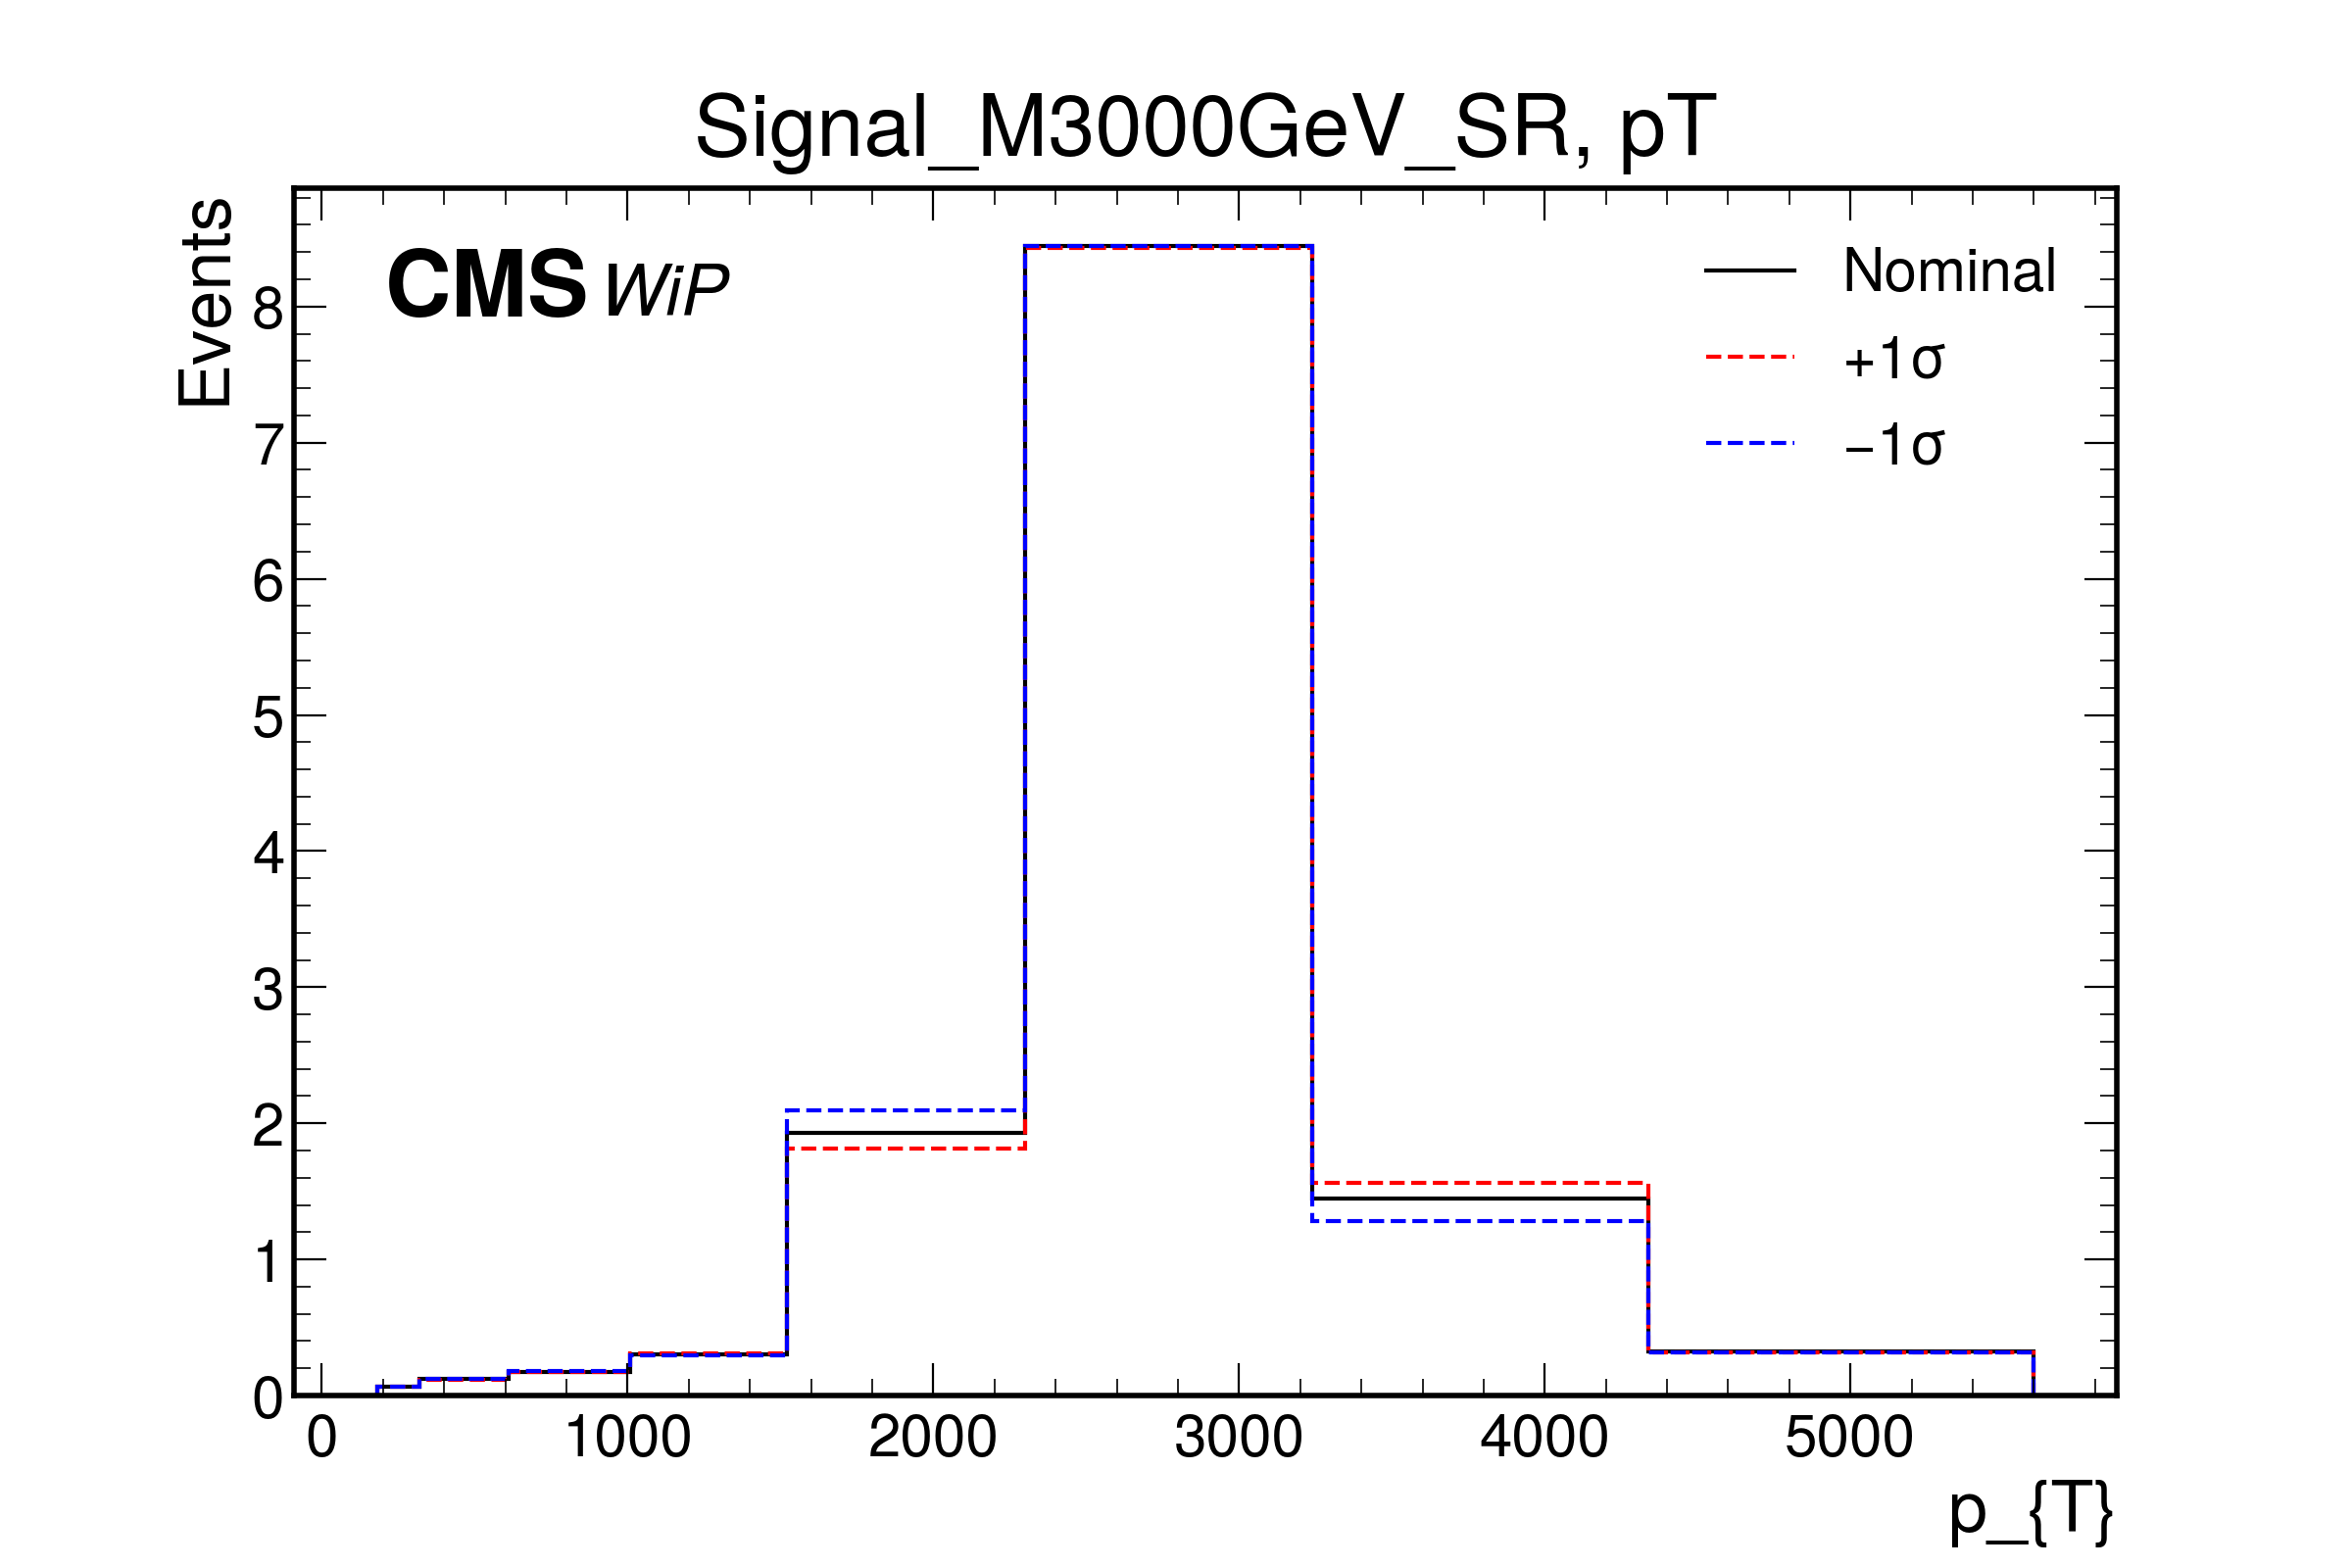 Signal_M3000GeV_SR, pT
Events
CMS WiP
Nominal
+1σ
−1σ
8
7
6
5
4
3
2
1
0
0 1000 2000 3000 4000 5000
p_{T}